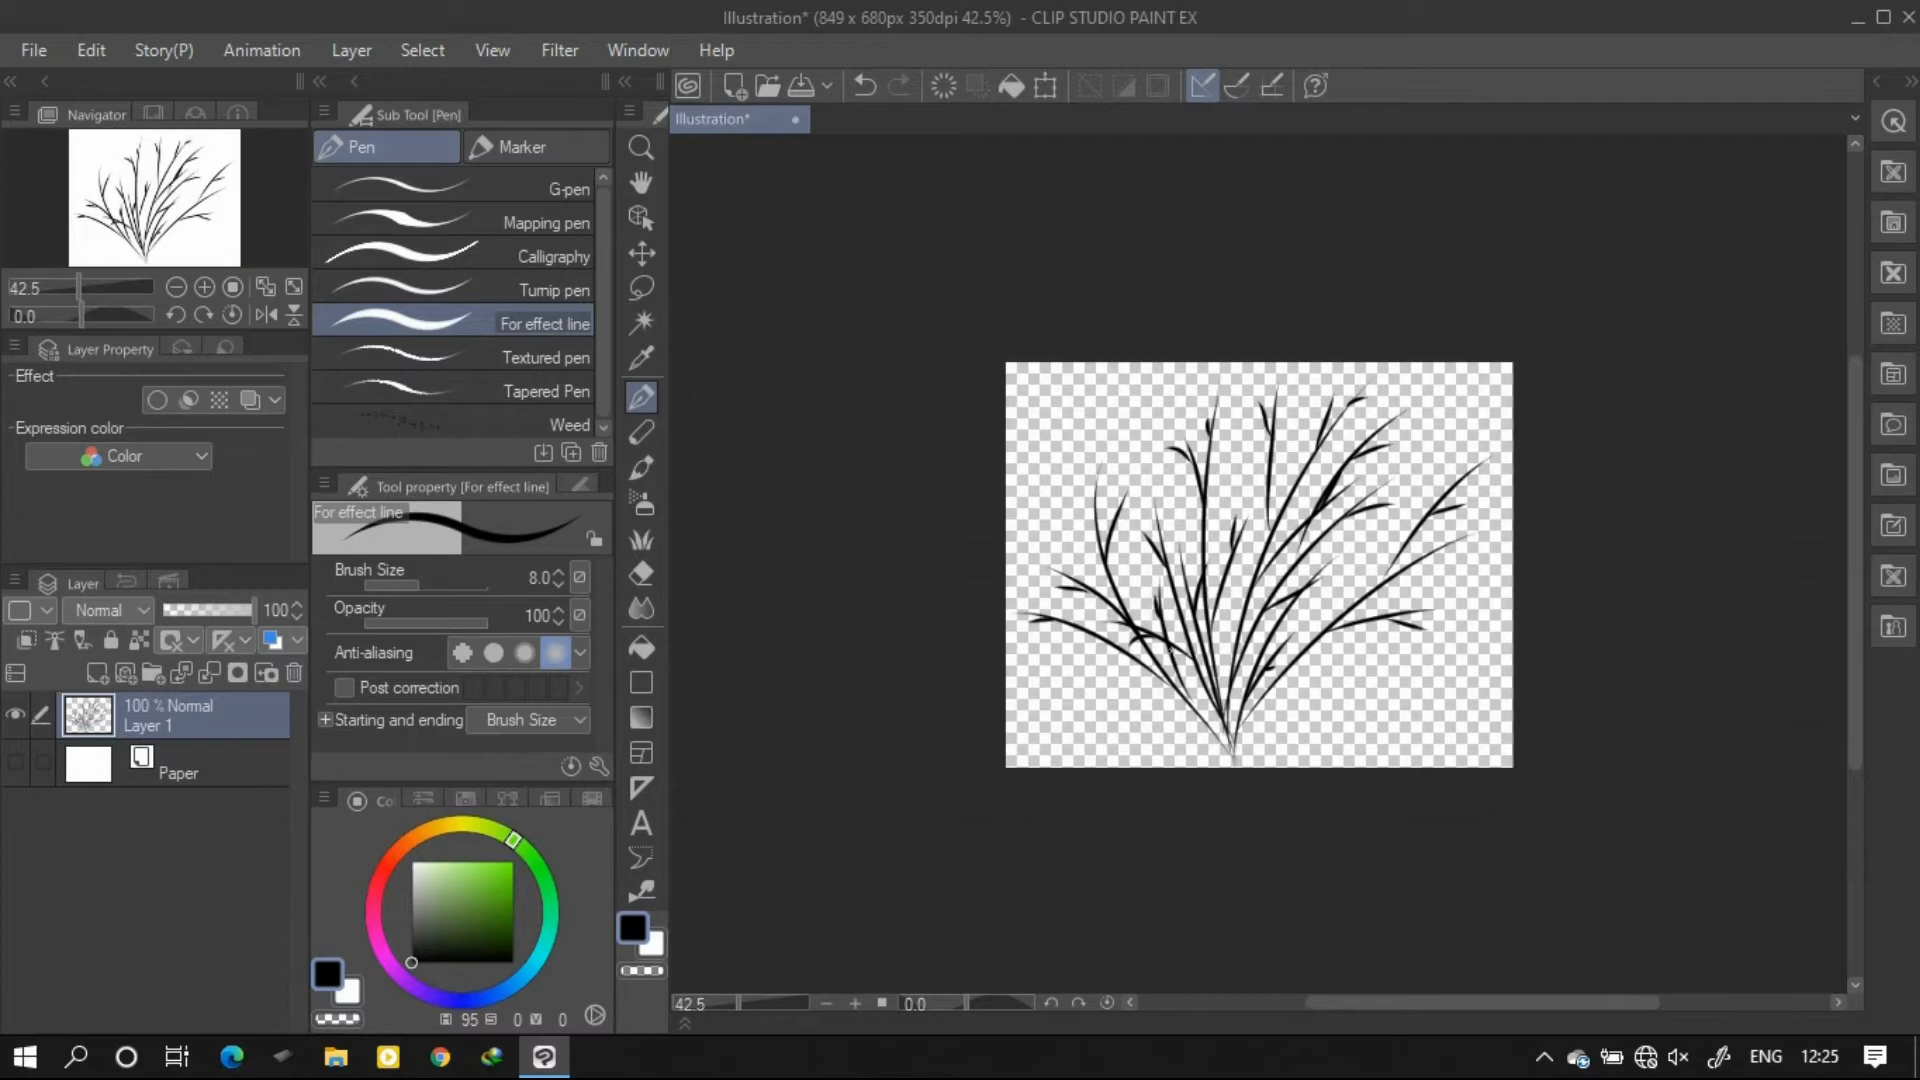 Illustration* (849 x 680px 350dpi 42.5%) - CLIP STUDIO PAINT EX
File Edit Story(P) Animation Layer Select View Filter Window Help
Navigator
42.5
0.0
Layer Property
Effect
Expression color
Color
Layer
Normal 100
100 % Normal
Layer 1
Paper
Sub Tool [Pen]
Pen Marker
G-pen
Mapping pen
Calligraphy
Turnip pen
For effect line
Textured pen
Tapered Pen
Weed
Tool property [For effect line]
For effect line
Brush Size 8.0
Opacity 100
Anti-aliasing
Post correction
Starting and ending Brush Size
Co
H 95 S 0 V 0
A
Illustration*
42.5 0.0
ENG 12:25